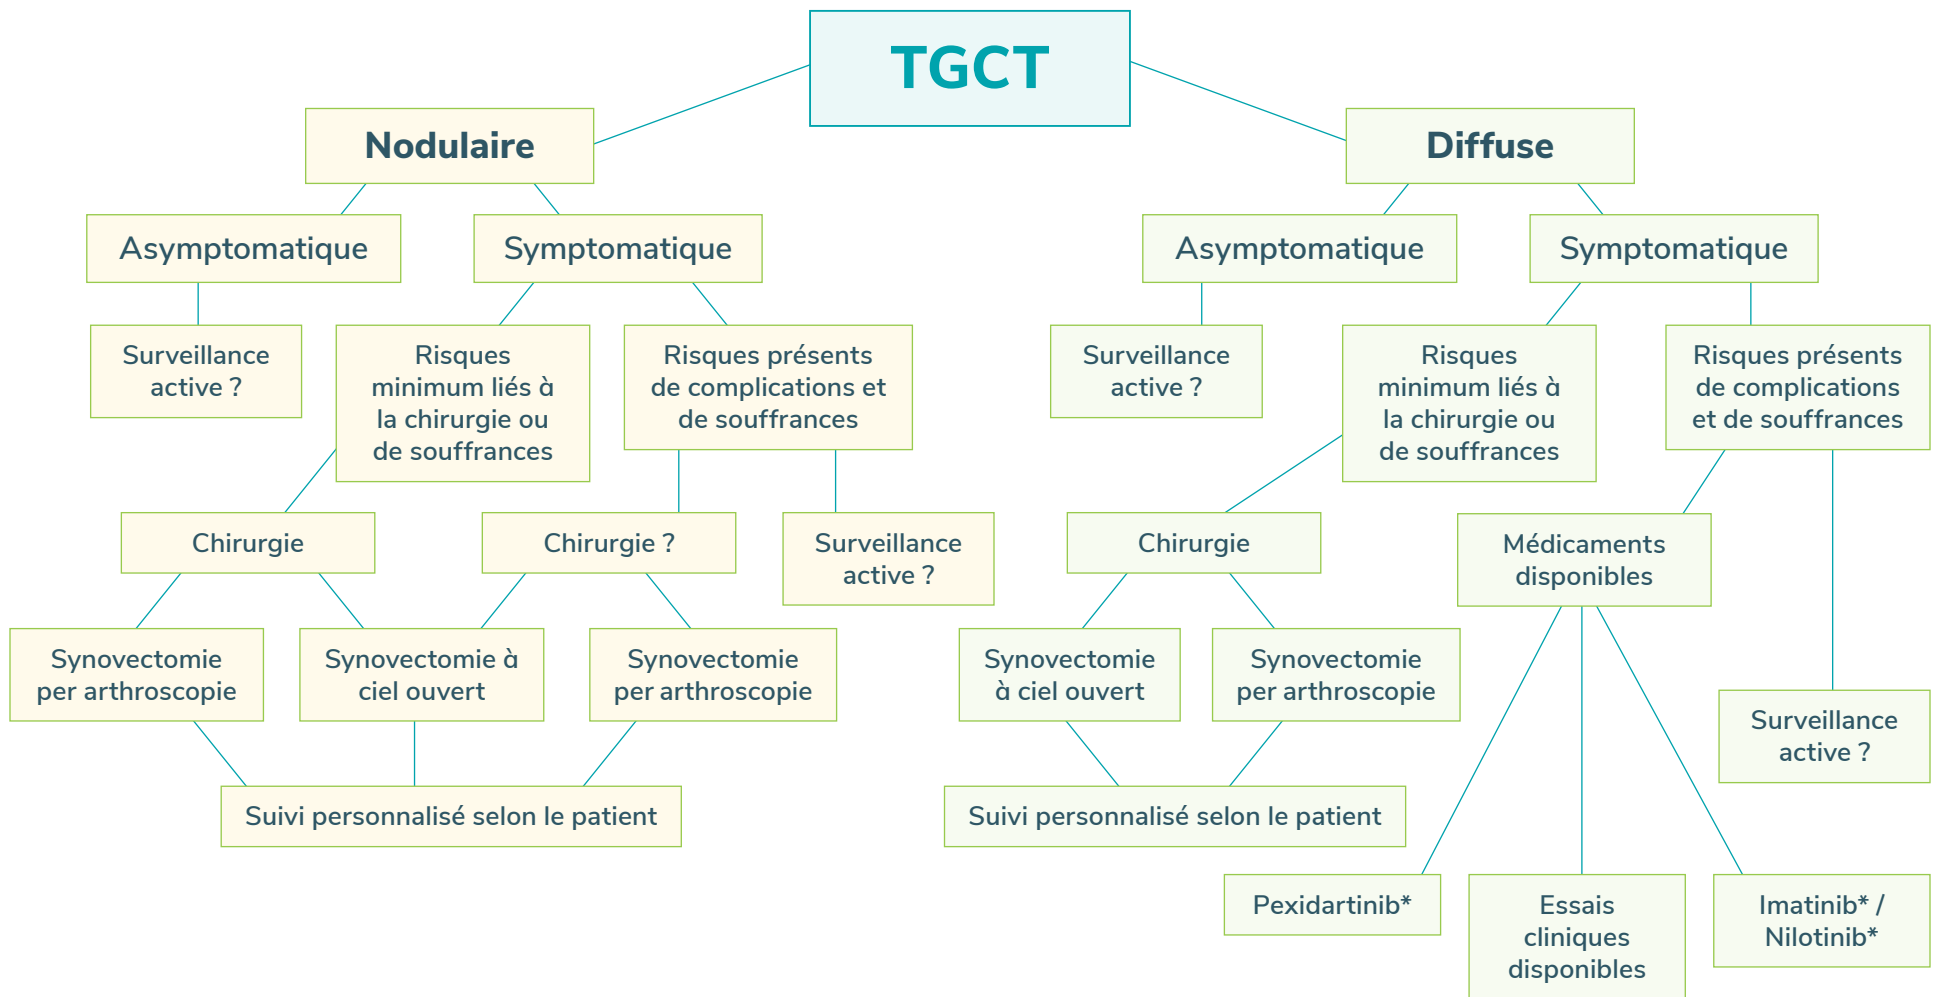 TGCT
Nodulaire
Diffuse
Asymptomatique
Symptomatique
Asymptomatique
Symptomatique
Surveillance
active ?
Risques
minimum liés à
la chirurgie ou
de souffrances
Risques présents
de complications et
de souffrances
Surveillance
active ?
Risques
minimum liés à
la chirurgie ou
de souffrances
Risques présents
de complications
et de souffrances
Chirurgie
Chirurgie ?
Surveillance
active ?
Chirurgie
Médicaments
disponibles
Synovectomie
per arthroscopie
Synovectomie à
ciel ouvert
Synovectomie
per arthroscopie
Synovectomie
à ciel ouvert
Synovectomie
per arthroscopie
Surveillance
active ?
Suivi personnalisé selon le patient
Suivi personnalisé selon le patient
Pexidartinib*
Essais
cliniques
disponibles
Imatinib* /
Nilotinib*